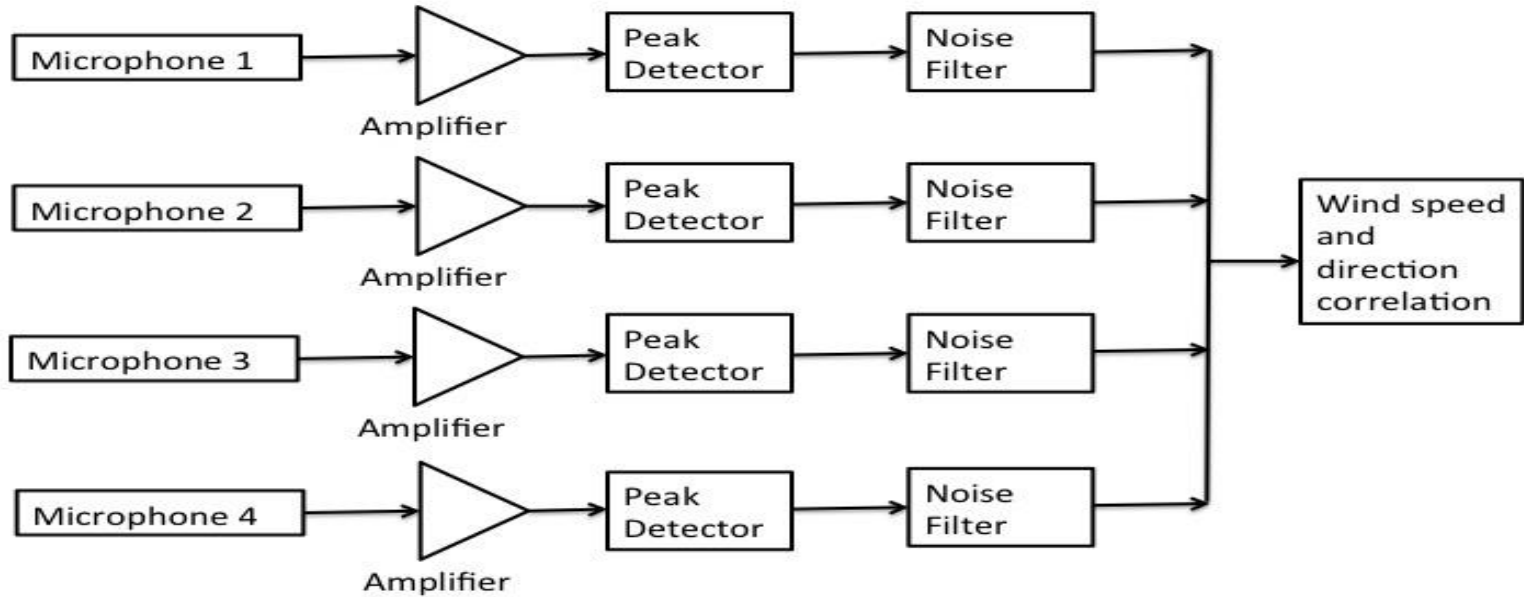 Microphone 1
Amplifier
Peak
Detector
Noise
Filter
Microphone 2
Amplifier
Peak
Detector
Noise
Filter
Microphone 3
Amplifier
Peak
Detector
Noise
Filter
Microphone 4
Amplifier
Peak
Detector
Noise
Filter
Wind speed
and
direction
correlation